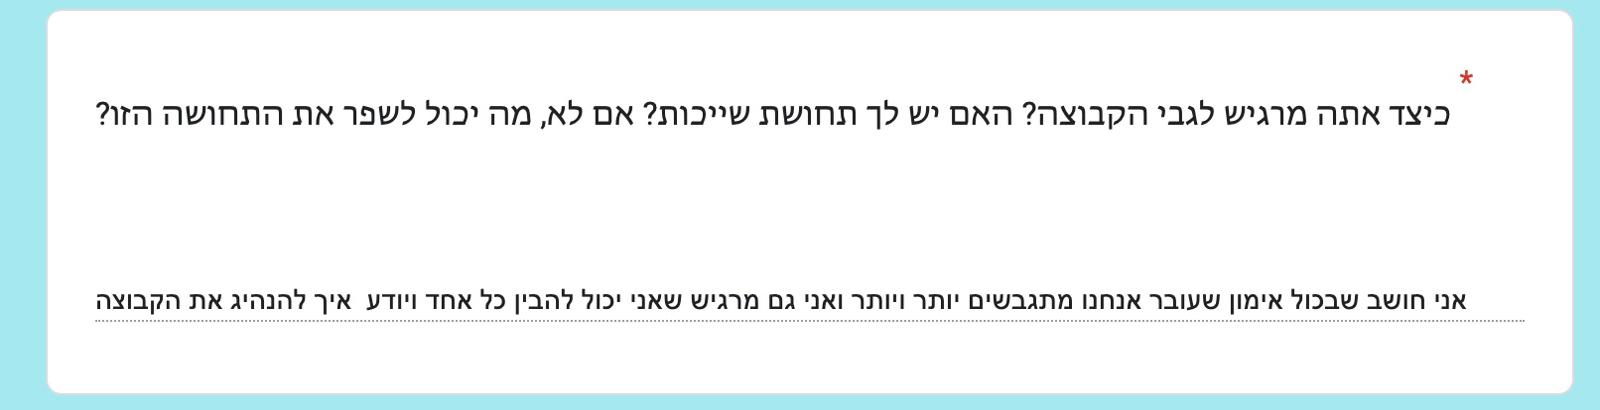 *
כיצד אתה מרגיש לגבי הקבוצה? האם יש לך תחושת שייכות? אם לא, מה יכול לשפר את התחושה הזו?
אני חושב שבכול אימון שעובר אנחנו מתגבשים יותר ויותר ואני גם מרגיש שאני יכול להבין כל אחד ויודע  איך להנהיג את הקבוצה